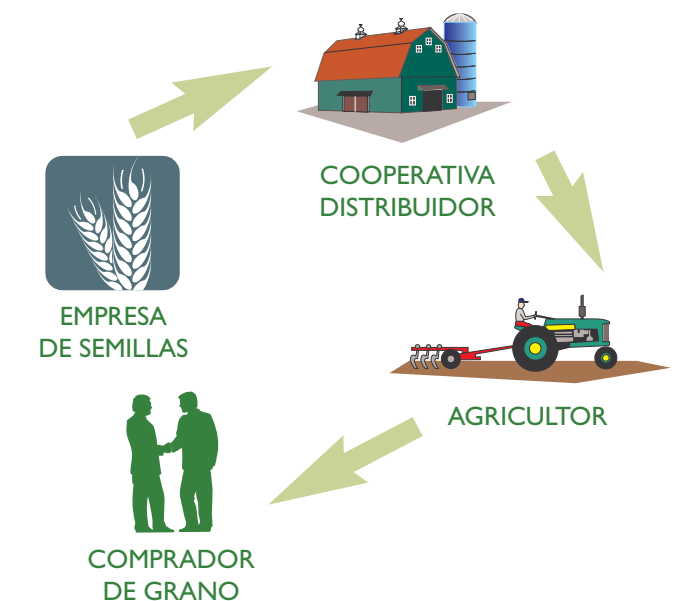 COOPERATIVA
DISTRIBUIDOR
EMPRESA
DE SEMILLAS
AGRICULTOR
COMPRADOR
DE GRANO